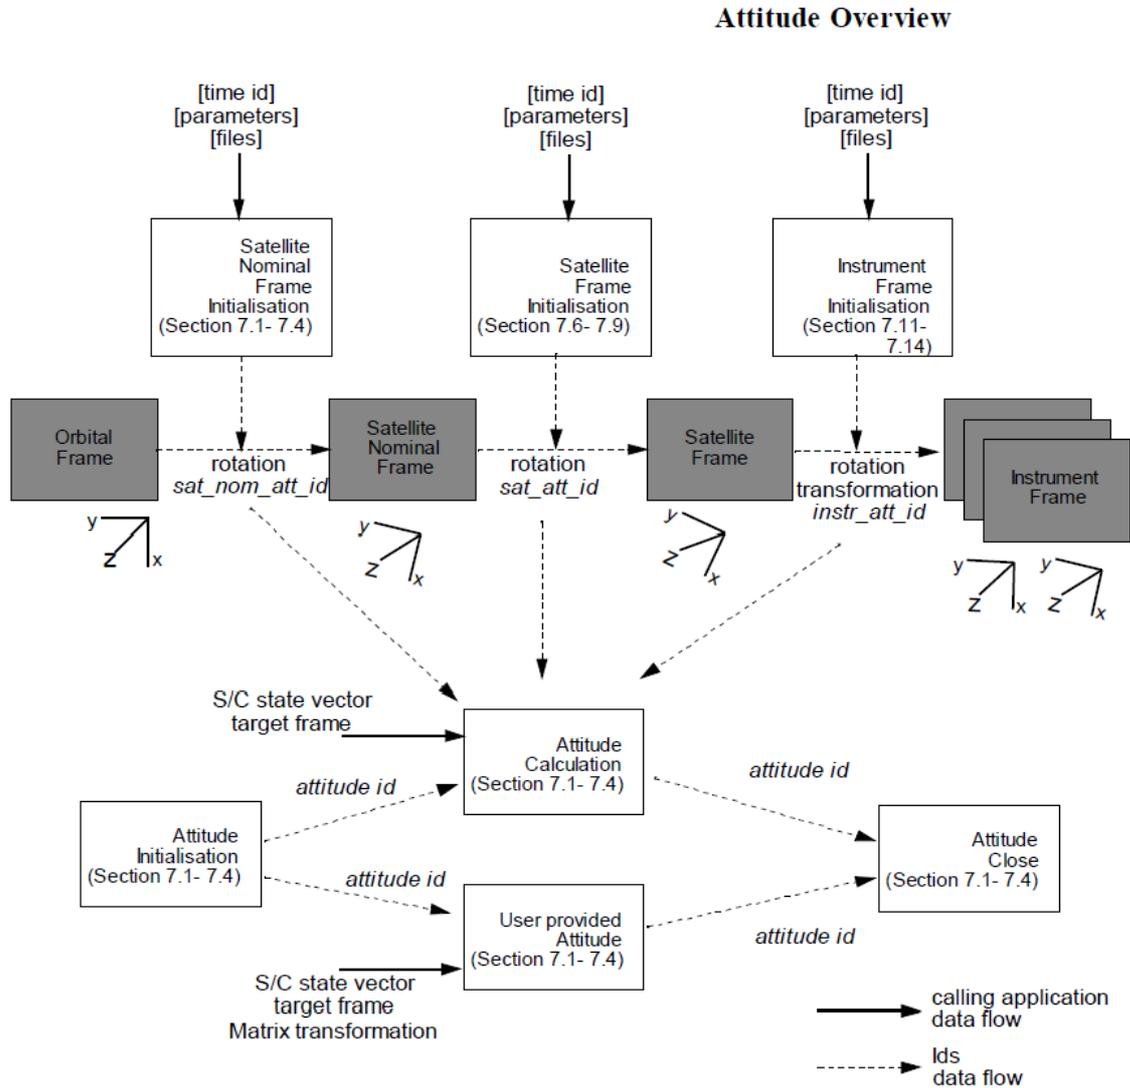 Attitude Overview
[time id]
[parameters]
[files]
[time id]
[parameters]
[files]
[time id]
[parameters]
[files]
Satellite
Nominal
Frame
Initialisation
(Section 7.1- 7.4)
Satellite
Frame
Initialisation
(Section 7.6- 7.9)
Instrument
Frame
Initialisation
(Section 7.11-
7.14)
Orbital
Frame
rotation
sat_nom_att_id
Satellite
Nominal
Frame
rotation
sat_att_id
Satellite
Frame
rotation
transformation
instr_att_id
Instrument
Frame
y
z
x
y
z
x
y
z
x
y
z
x
y
z
x
S/C state vector
target frame
Attitude
Calculation
(Section 7.1- 7.4)
attitude id
attitude id
Attitude
Initialisation
(Section 7.1- 7.4)
Attitude
Close
(Section 7.1- 7.4)
attitude id
User provided
Attitude
(Section 7.1- 7.4)
attitude id
S/C state vector
target frame
Matrix transformation
calling application
data flow
Ids
data flow